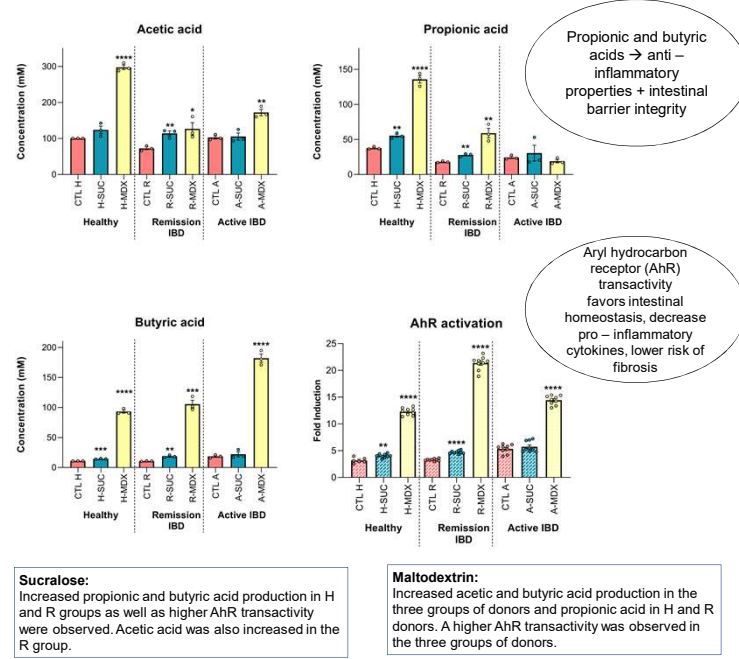 Acetic acid
Concentration (mM)
300
200
100
0
****
**
*
**
CTL H
H-SUC
H-MDX
CTL R
R-SUC
R-MDX
CTL A
A-SUC
A-MDX
Healthy
Remission
IBD
Active IBD
Propionic acid
Concentration (mM)
150
100
50
0
**
****
**
**
CTL H
H-SUC
H-MDX
CTL R
R-SUC
R-MDX
CTL A
A-SUC
A-MDX
Healthy
Remission
IBD
Active IBD
Propionic and butyric
acids → anti –
inflammatory
properties + intestinal
barrier integrity
Butyric acid
Concentration (mM)
200
150
100
50
0
***
****
**
***
****
CTL H
H-SUC
H-MDX
CTL R
R-SUC
R-MDX
CTL A
A-SUC
A-MDX
Healthy
Remission
IBD
Active IBD
AhR activation
Fold Induction
25
20
15
10
5
0
**
****
****
****
****
CTL H
H-SUC
H-MDX
CTL R
R-SUC
R-MDX
CTL A
A-SUC
A-MDX
Healthy
Remission
IBD
Active IBD
Aryl hydrocarbon
receptor (AhR)
transactivity
favors intestinal
homeostasis, decrease
pro – inflammatory
cytokines, lower risk of
fibrosis
Sucralose:
Increased propionic and butyric acid production in H
and R groups as well as higher AhR transactivity
were observed. Acetic acid was also increased in the
R group.
Maltodextrin:
Increased acetic and butyric acid production in the
three groups of donors and propionic acid in H and R
donors. A higher AhR transactivity was observed in
the three groups of donors.